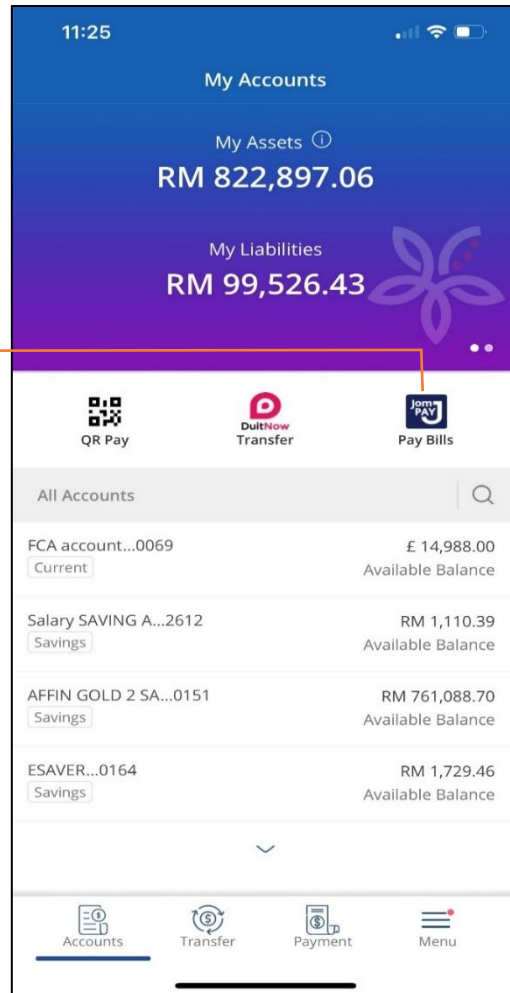 11:25
My Accounts
My Assets
RM 822,897.06
My Liabilities
RM 99,526.43
QR Pay
DuitNow
Transfer
Jom
PAY
Pay Bills
All Accounts
FCA account...0069 £ 14,988.00
Current Available Balance
Salary SAVING A...2612 RM 1,110.39
Savings Available Balance
AFFIN GOLD 2 SA...0151 RM 761,088.70
Savings Available Balance
ESAVER...0164 RM 1,729.46
Savings Available Balance
Accounts Transfer Payment Menu